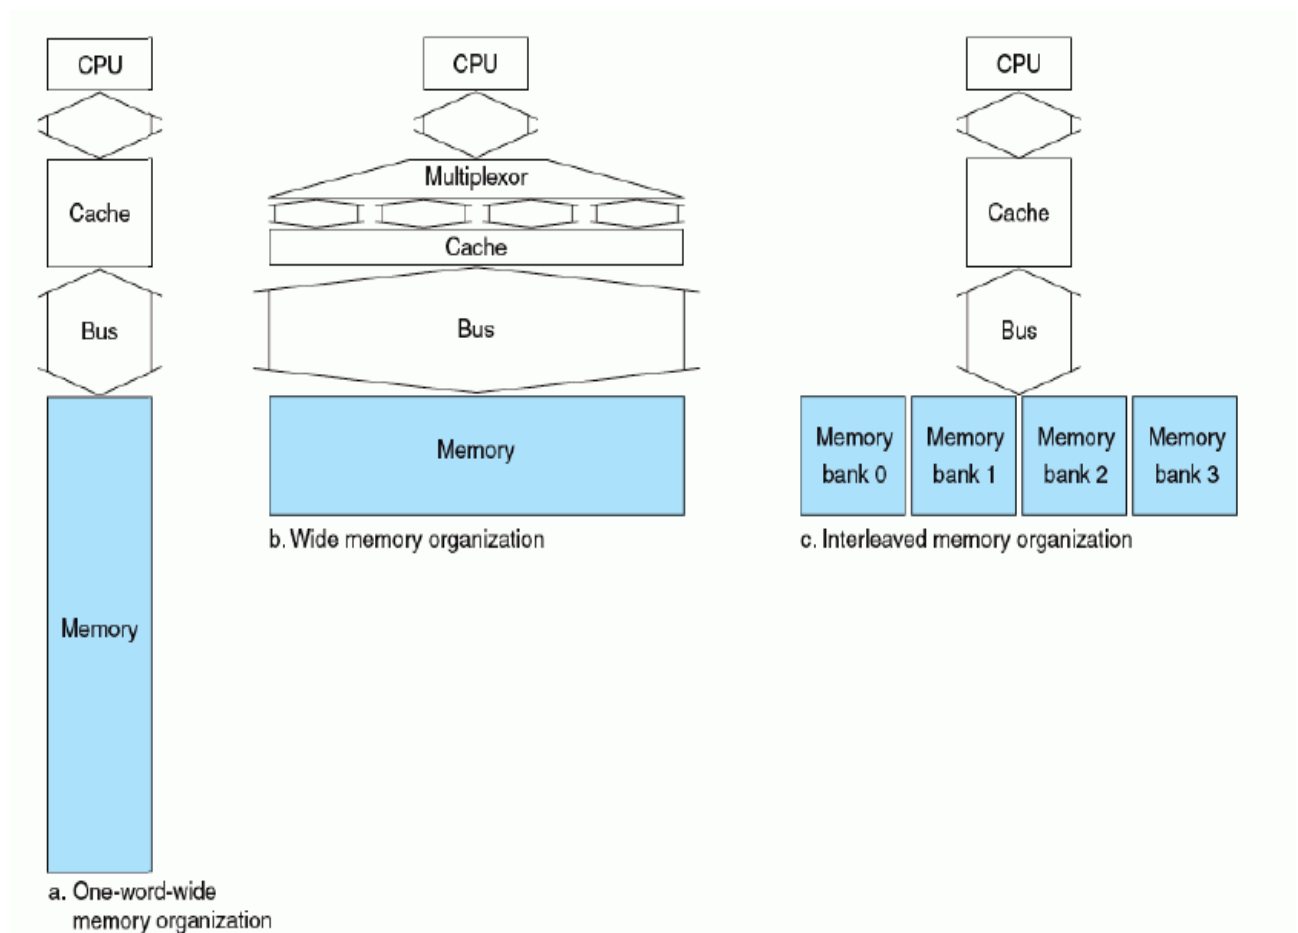 CPU
Cache
Bus
Memory
a. One-word-wide
memory organization
CPU
Multiplexor
Cache
Bus
Memory
b. Wide memory organization
CPU
Cache
Bus
Memory
bank 0
Memory
bank 1
Memory
bank 2
Memory
bank 3
c. Interleaved memory organization